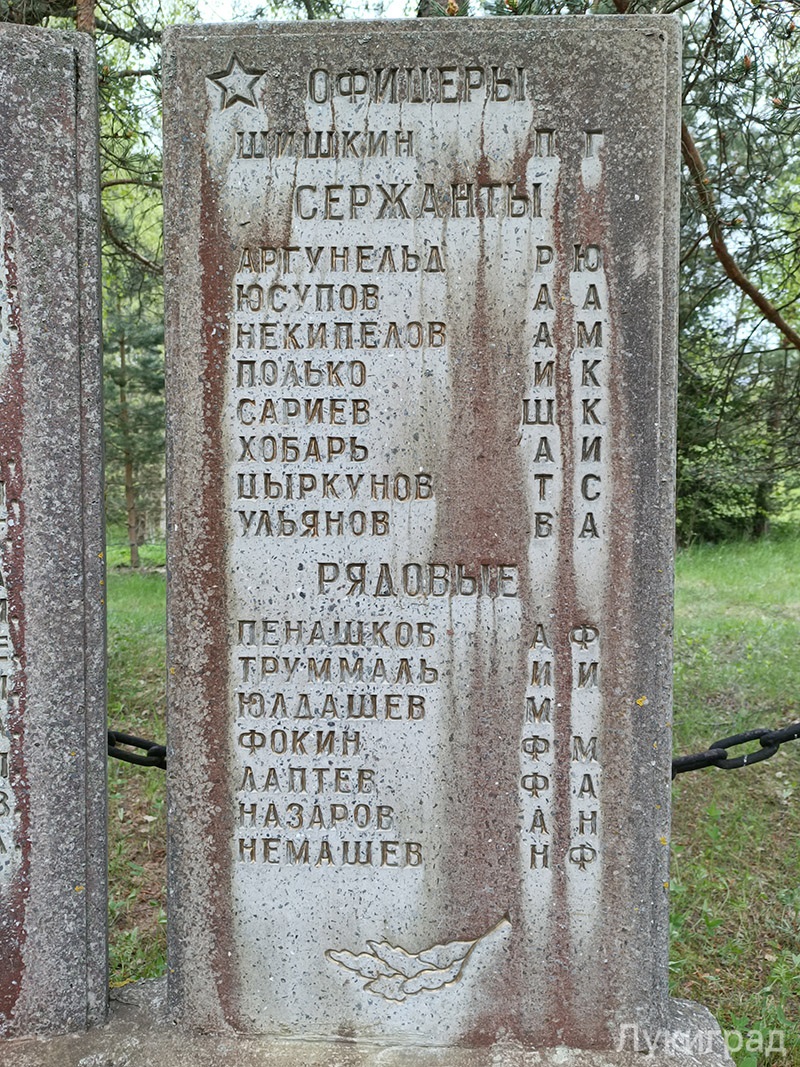 ОФИЦЕРЫ
ШИШКИН П Г
СЕРЖАНТЫ
АРГУНЕЛЬД Р Ю
ЮСУПОВ А А
НЕКИПЕЛОВ А М
ПОЛЬКО И К
САРИЕВ Ш К
ХОБАРЬ А И
ЦЫРКУНОВ Т С
УЛЬЯНОВ В А
РЯДОВЫЕ
ПЕНАШКОВ А Ф
ТРУММАЛЬ И И
ЮЛДАШЕВ М
ФОКИН Ф М
ЛАПТЕВ Ф А
НАЗАРОВ А Н
НЕМАШЕВ Н Ф
Лукиград